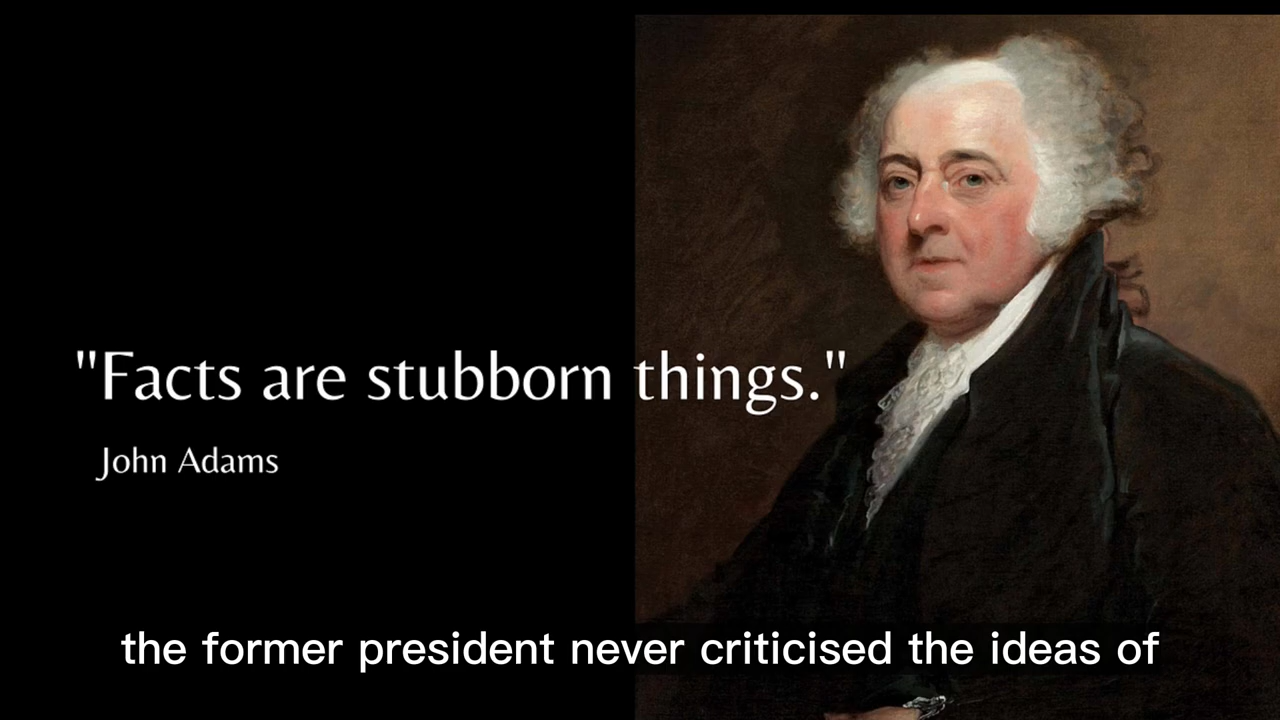 "Facts are stubborn things."
John Adams
the former president never criticised the ideas of